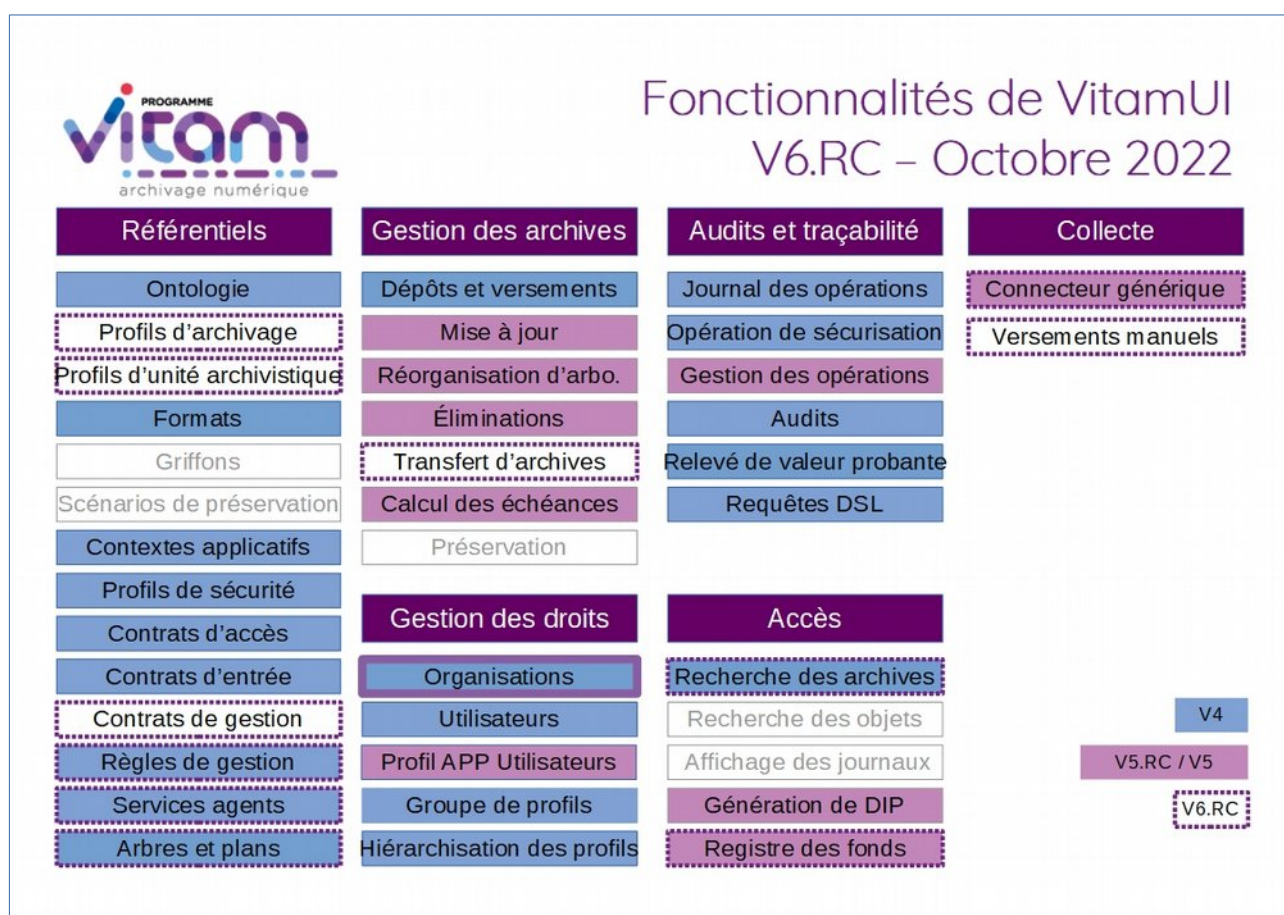 PROGRAMME
vitam
archivage numérique
Fonctionnalités de VitamUI
V6.RC – Octobre 2022
Référentiels
Ontologie
Profils d'archivage
Profils d'unité archivistique
Formats
Griffons
Scénarios de préservation
Contextes applicatifs
Profils de sécurité
Contrats d'accès
Contrats d'entrée
Contrats de gestion
Règles de gestion
Services agents
Arbres et plans
Gestion des archives
Dépôts et versements
Mise à jour
Réorganisation d'arbo.
Éliminations
Transfert d'archives
Calcul des échéances
Préservation
Gestion des droits
Organisations
Utilisateurs
Profil APP Utilisateurs
Groupe de profils
Hiérarchisation des profils
Audits et traçabilité
Journal des opérations
Opération de sécurisation
Gestion des opérations
Audits
Relevé de valeur probante
Requêtes DSL
Accès
Recherche des archives
Recherche des objets
Affichage des journaux
Génération de DIP
Registre des fonds
Collecte
Connecteur générique
Versements manuels
V4
V5.RC / V5
V6.RC